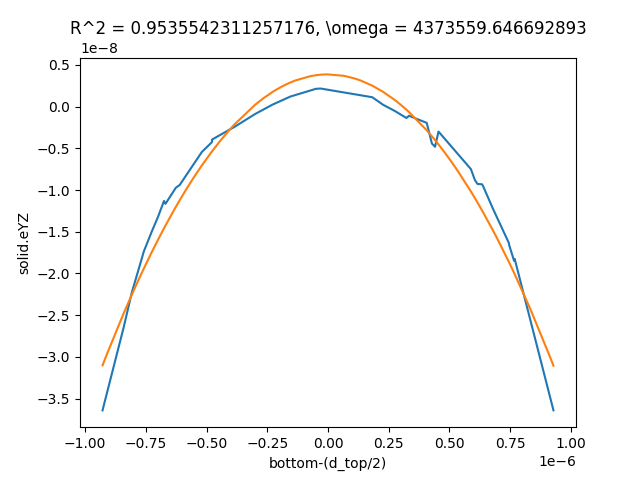 R^2 = 0.9535542311257176, \omega = 4373559.646692893
1e−8
0.5
0.0
−0.5
−1.0
−1.5
−2.0
−2.5
−3.0
−3.5
solid.eYZ
−1.00 −0.75 −0.50 −0.25 0.00 0.25 0.50 0.75 1.00
bottom-(d_top/2)
1e−6